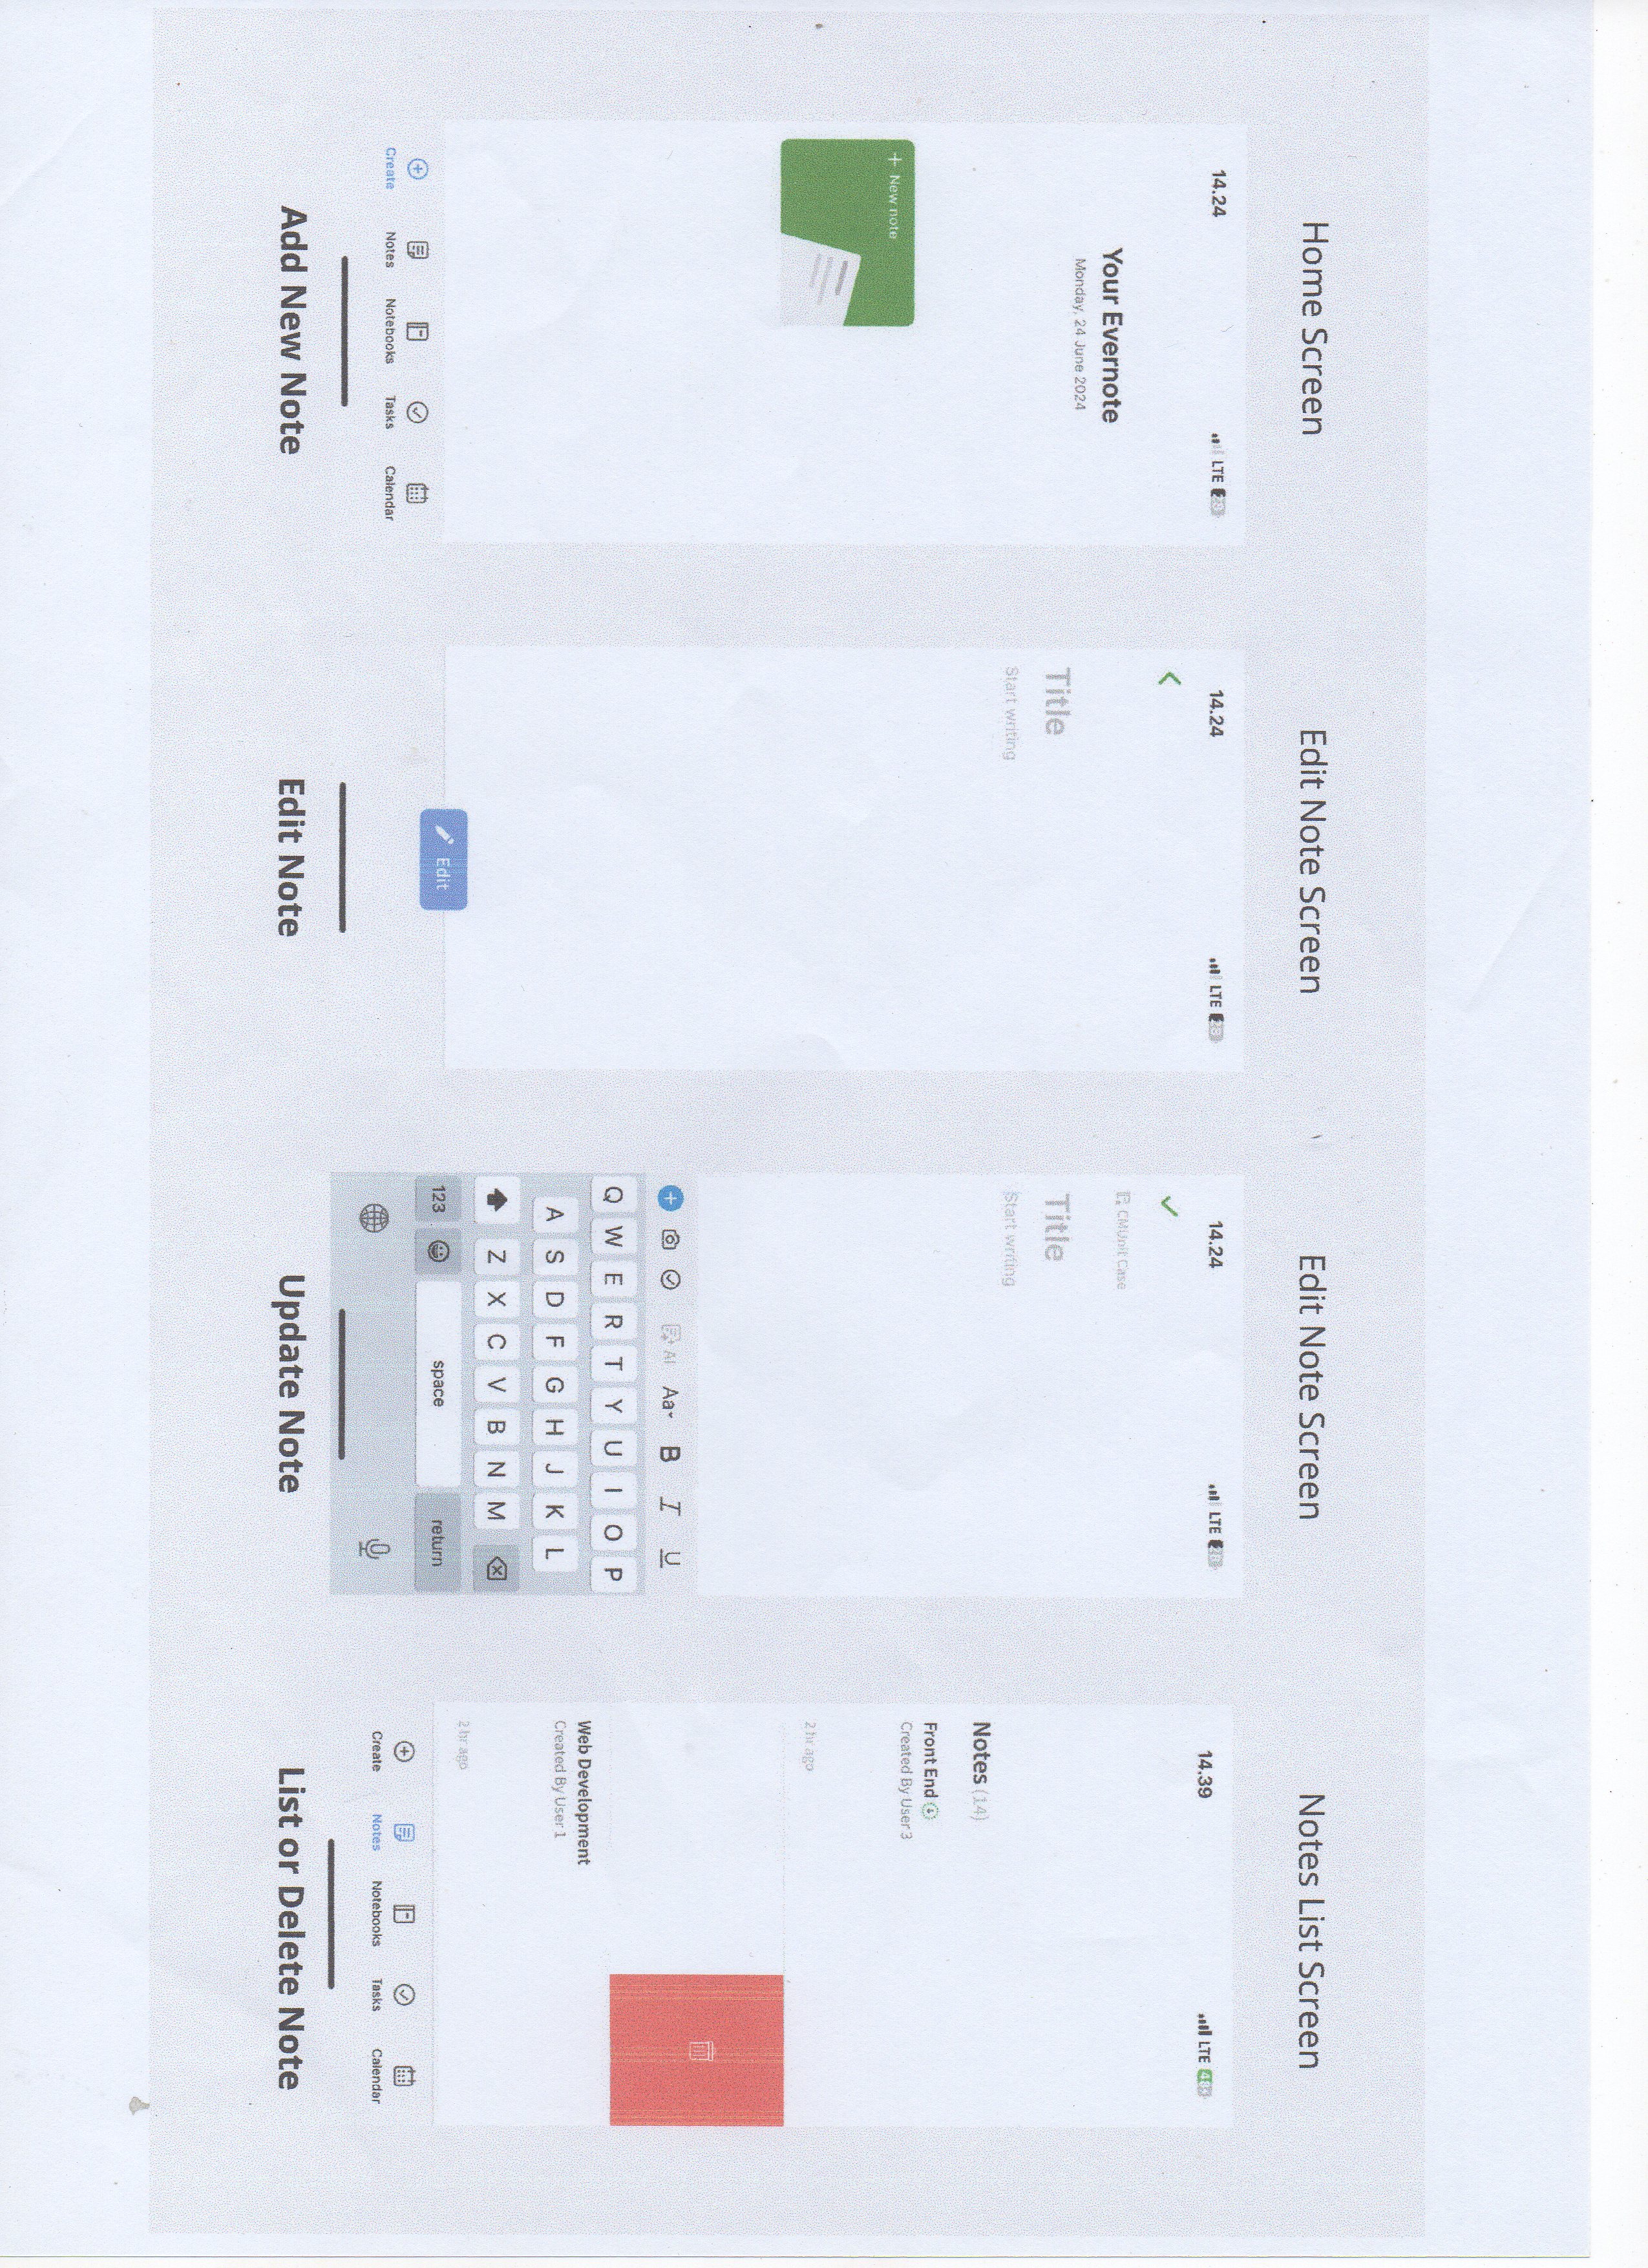 Home Screen
14.24
LTE 28
Your Evernote
Monday, 24 June 2024
+ New note
Create
Notes
Notebooks
Tasks
Calendar
Add New Note
Edit Note Screen
14.24
LTE 28
Title
Start writing
Edit
Edit Note
Edit Note Screen
14.24
LTE 28
CMUnit Case
Title
Start writing
AI Aa B I U
Q W E R T Y U I O P
A S D F G H J K L
Z X C V B N M
123 space return
Update Note
Notes List Screen
14.39
LTE
Notes (14)
Front End
Created By User 3
2 hr ago
Web Development
Created By User 1
2 hr ago
Create
Notes
Notebooks
Tasks
Calendar
List or Delete Note